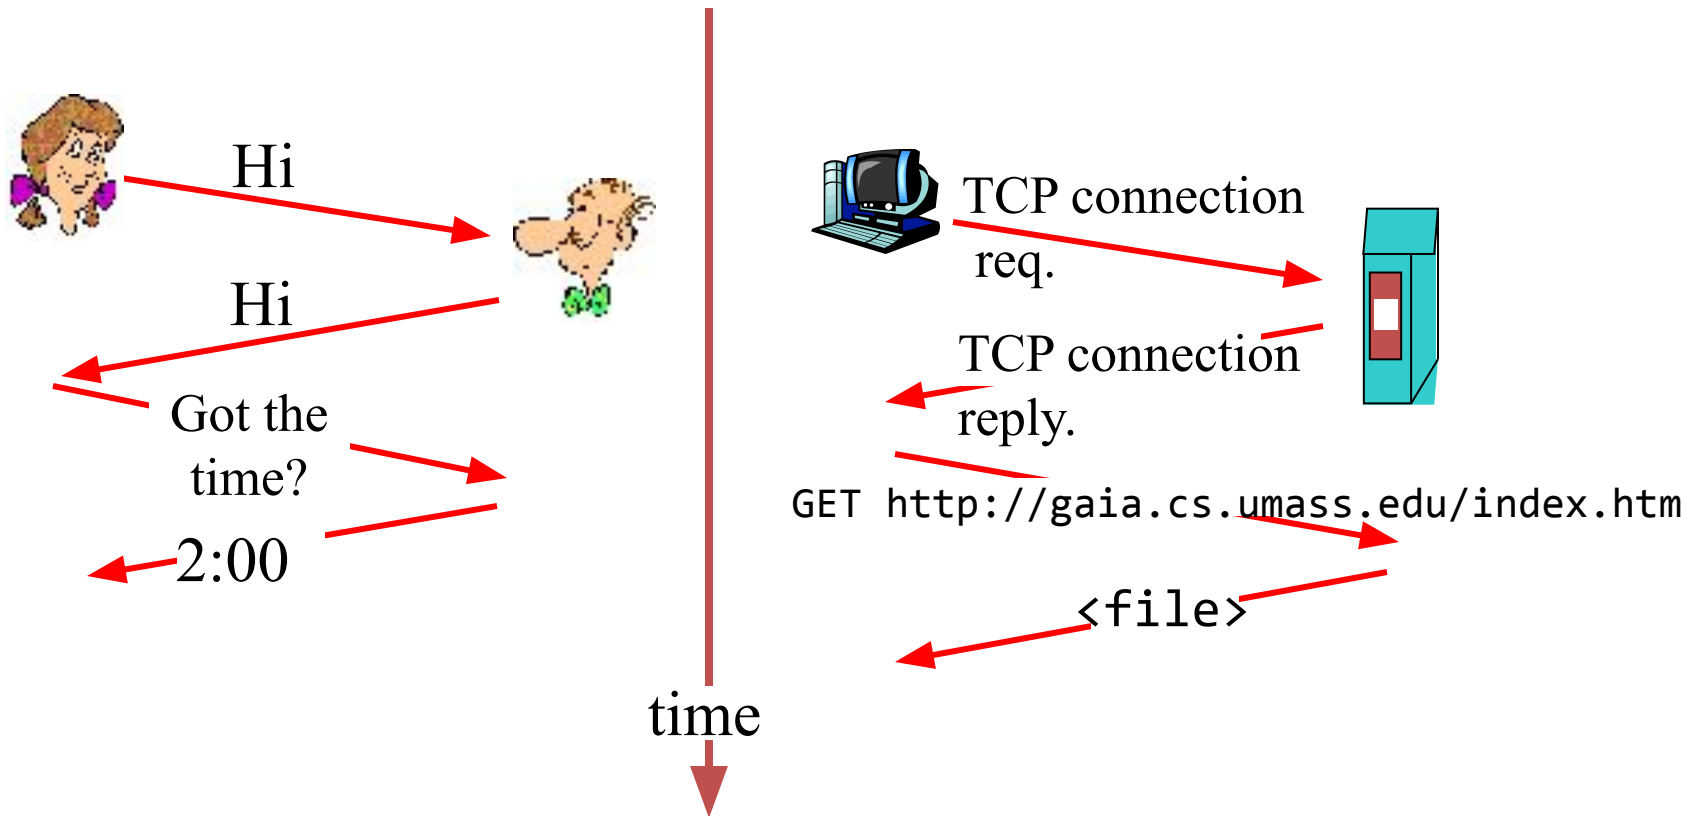 Hi
Hi
Got the
time?
2:00
TCP connection
req.
TCP connection
reply.
GET http://gaia.cs.umass.edu/index.htm
<file>
time